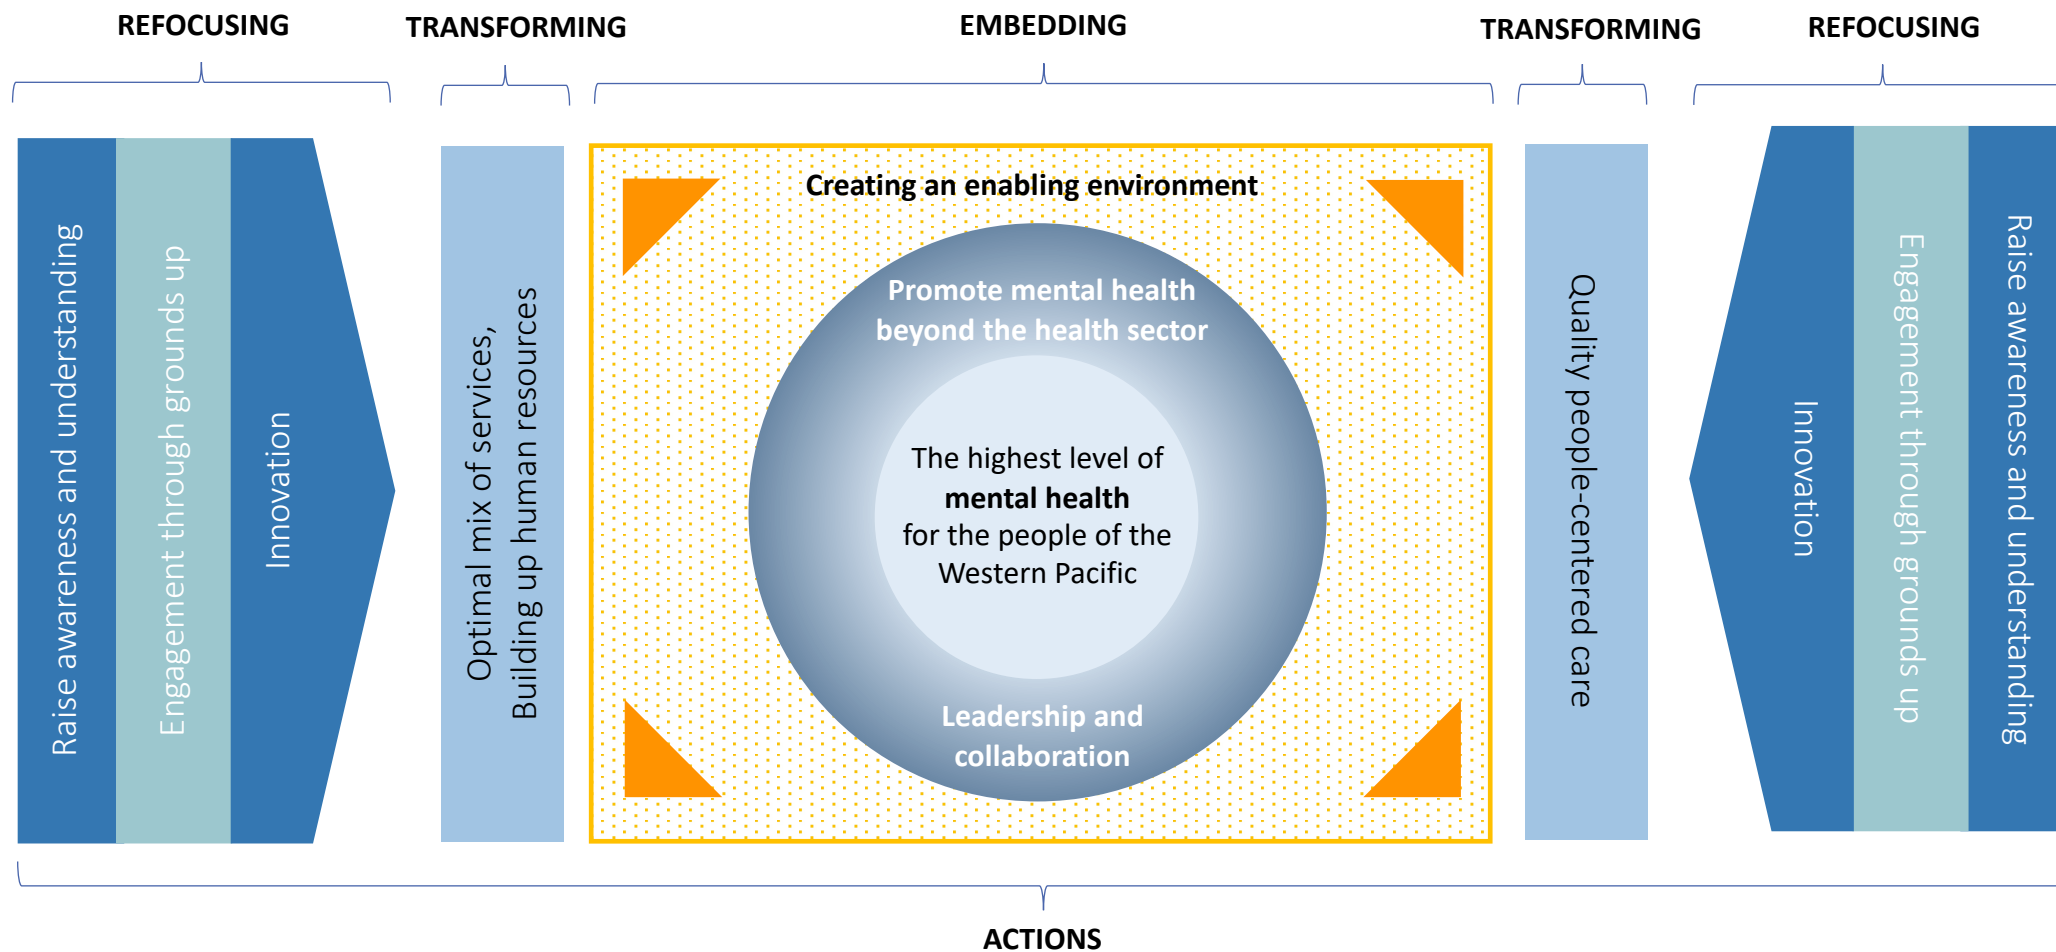 REFOCUSING
TRANSFORMING
EMBEDDING
TRANSFORMING
REFOCUSING
Raise awareness and understanding
Engagement through grounds up
Innovation
Optimal mix of services,
Building up human resources
Creating an enabling environment
Promote mental health
beyond the health sector
The highest level of
mental health
for the people of the
Western Pacific
Leadership and
collaboration
Quality people-centered care
Innovation
Engagement through grounds up
Raise awareness and understanding
ACTIONS